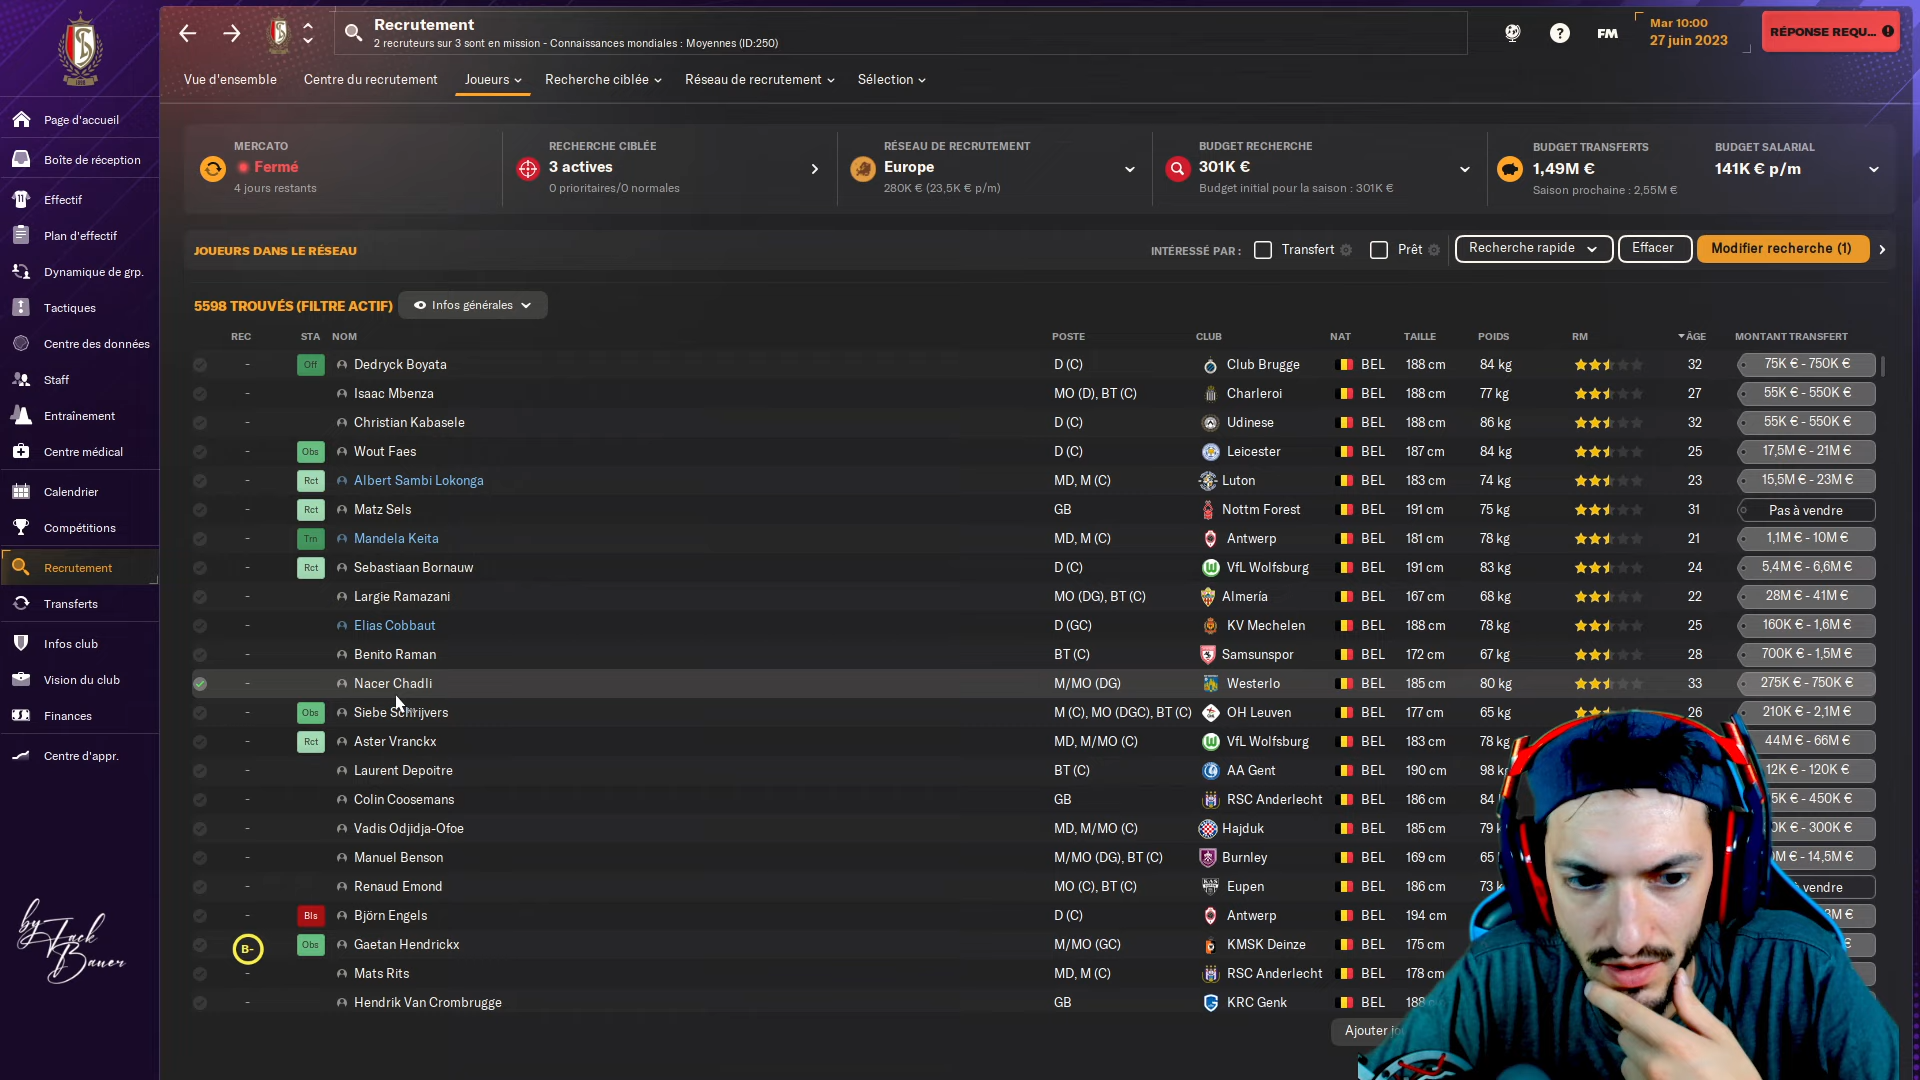 Recrutement
2 recruteurs sur 3 sont en mission - Connaissances mondiales : Moyennes (ID:250)
FM
Mar 10:00
27 juin 2023
RÉPONSE REQU...
Vue d'ensemble Centre du recrutement Joueurs Recherche ciblée Réseau de recrutement Sélection
Page d'accueil
Boîte de réception
Effectif
Plan d'effectif
Dynamique de grp.
Tactiques
Centre des données
Staff
Entraînement
Centre médical
Calendrier
Compétitions
Recrutement
Transferts
Infos club
Vision du club
Finances
Centre d'appr.
by Jack Bauer
MERCATO
Fermé
4 jours restants
RECHERCHE CIBLÉE
3 actives
0 prioritaires/0 normales
RÉSEAU DE RECRUTEMENT
Europe
280K € (23,5K € p/m)
BUDGET RECHERCHE
301K €
Budget initial pour la saison : 301K €
BUDGET TRANSFERTS
1,49M €
Saison prochaine : 2,55M €
BUDGET SALARIAL
141K € p/m
JOUEURS DANS LE RÉSEAU
INTÉRESSÉ PAR : Transfert Prêt Recherche rapide Effacer Modifier recherche (1)
5598 TROUVÉS (FILTRE ACTIF) Infos générales
REC STA NOM POSTE CLUB NAT TAILLE POIDS RM ÂGE MONTANT TRANSFERT
- Off Dedryck Boyata D (C) Club Brugge BEL 188 cm 84 kg 32 75K € - 750K €
- Isaac Mbenza MO (D), BT (C) Charleroi BEL 188 cm 77 kg 27 55K € - 550K €
- Christian Kabasele D (C) Udinese BEL 188 cm 86 kg 32 55K € - 550K €
- Obs Wout Faes D (C) Leicester BEL 187 cm 84 kg 25 17,5M € - 21M €
- Rct Albert Sambi Lokonga MD, M (C) Luton BEL 183 cm 74 kg 23 15,5M € - 23M €
- Rct Matz Sels GB Nottm Forest BEL 191 cm 75 kg 31 Pas à vendre
- Trn Mandela Keita MD, M (C) Antwerp BEL 181 cm 78 kg 21 1,1M € - 10M €
- Rct Sebastiaan Bornauw D (C) VfL Wolfsburg BEL 191 cm 83 kg 24 5,4M € - 6,6M €
- Largie Ramazani MO (DG), BT (C) Almería BEL 167 cm 68 kg 22 28M € - 41M €
- Elias Cobbaut D (GC) KV Mechelen BEL 188 cm 78 kg 25 160K € - 1,6M €
- Benito Raman BT (C) Samsunspor BEL 172 cm 67 kg 28 700K € - 1,5M €
- Nacer Chadli M/MO (DG) Westerlo BEL 185 cm 80 kg 33 275K € - 750K €
- Obs Siebe Schrijvers M (C), MO (DGC), BT (C) OH Leuven BEL 177 cm 65 kg 26 210K € - 2,1M €
- Rct Aster Vranckx MD, M/MO (C) VfL Wolfsburg BEL 183 cm 78 kg 44M € - 66M €
- Laurent Depoitre BT (C) AA Gent BEL 190 cm 98 12K € - 120K €
- Colin Coosemans GB RSC Anderlecht BEL 186 cm 84 5K € - 450K €
- Vadis Odjidja-Ofoe MD, M/MO (C) Hajduk BEL 185 cm 79 0K € - 300K €
- Manuel Benson M/MO (DG), BT (C) Burnley BEL 169 cm 65 M € - 14,5M €
- Renaud Emond MO (C), BT (C) Eupen BEL 186 cm 73 vendre
- Bls Björn Engels D (C) Antwerp BEL 194 cm M €
B- Obs Gaetan Hendrickx M/MO (GC) KMSK Deinze BEL 175 cm €
- Mats Rits MD, M (C) RSC Anderlecht BEL 178 cm
- Hendrik Van Crombrugge GB KRC Genk BEL 188
Ajouter